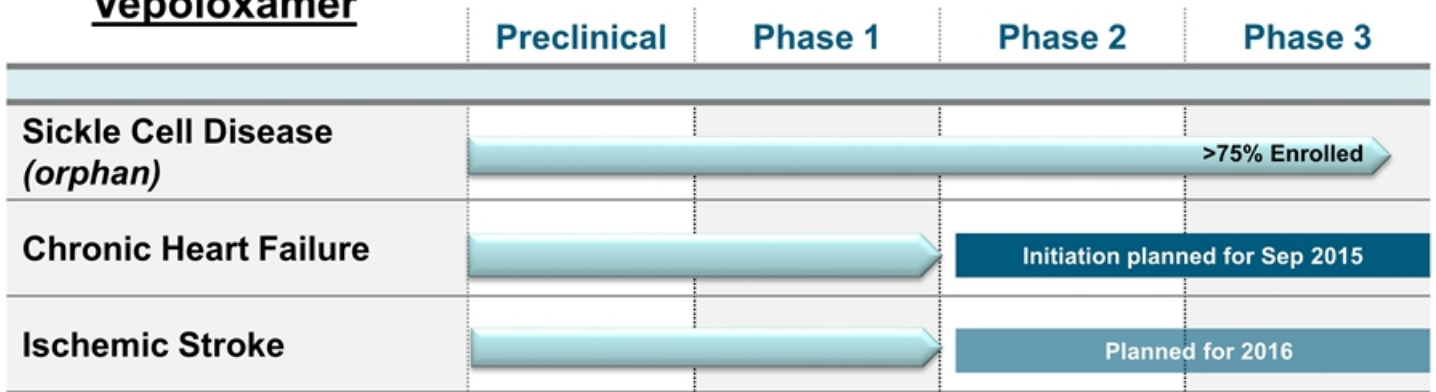 Vepoloxamer
Preclinical Phase 1 Phase 2 Phase 3
Sickle Cell Disease
(orphan)
>75% Enrolled
Chronic Heart Failure
Initiation planned for Sep 2015
Ischemic Stroke
Planned for 2016